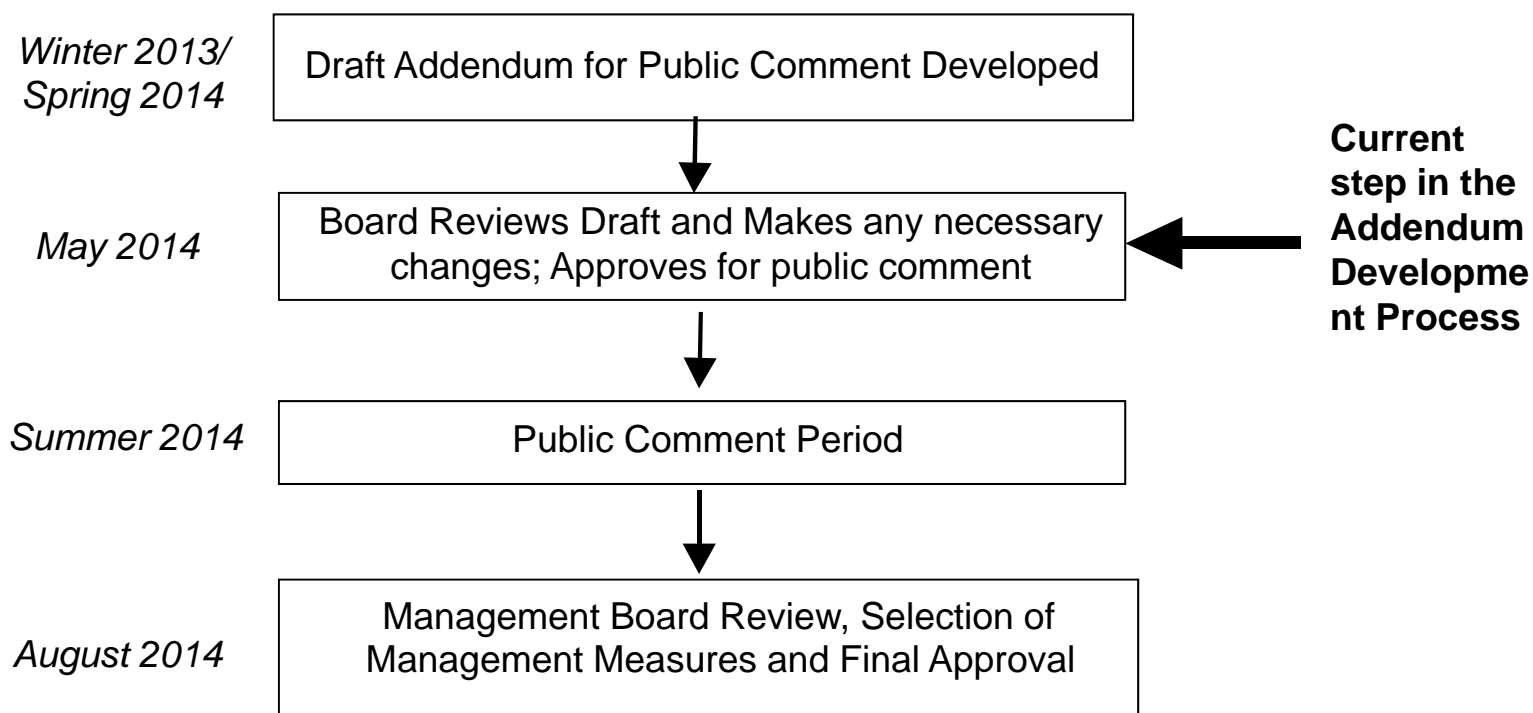 Winter 2013/
Spring 2014
Draft Addendum for Public Comment Developed
May 2014
Board Reviews Draft and Makes any necessary
changes; Approves for public comment
Current
step in the
Addendum
Developme
nt Process
Summer 2014
Public Comment Period
August 2014
Management Board Review, Selection of
Management Measures and Final Approval